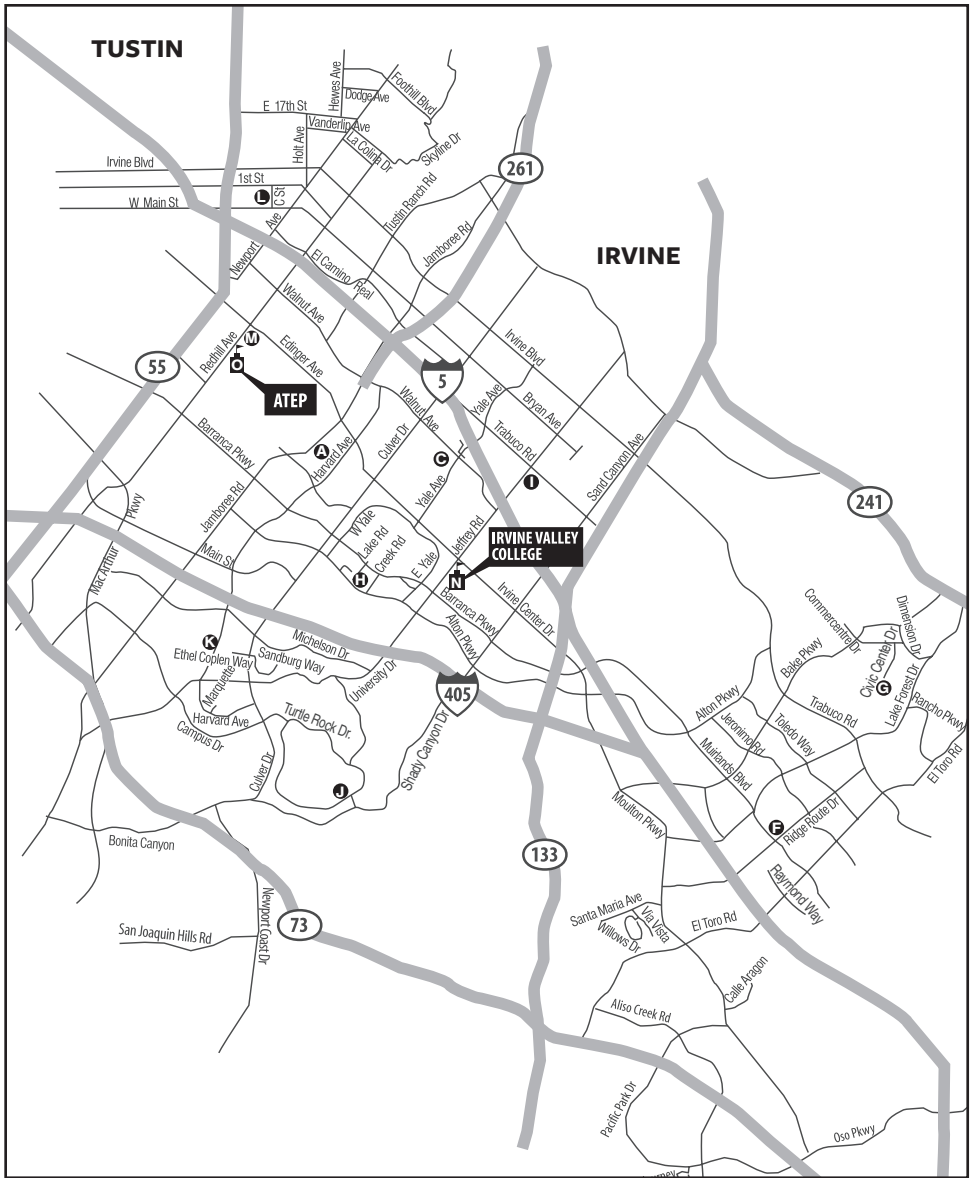 TUSTIN
Hewes Ave
Foothill Blvd
Dodge Ave
E 17th St
Vanderlip Ave
Holt Ave
La Colina Dr
Skyline Dr
Irvine Blvd
1st St
261
L
C St
W Main St
Tustin Ranch Rd
Newport Ave
Jamboree Rd
IRVINE
El Camino Real
Walnut Ave
M
Redhill Ave
Edinger Ave
Irvine Blvd
O
55
ATEP
5
Yale Ave
Bryan Ave
Walnut Ave
Barranca Pkwy
Culver Dr
Trabuco Rd
A
Harvard Ave
C
Sand Canyon Ave
I
Yale Ave
Jamboree Rd
241
Pkwy
W Yale
Lake Rd
Creek Rd
Jeffrey Rd
IRVINE VALLEY
COLLEGE
Main St
E Yale
Mac Arthur
H
N
Barranca Pkwy
Irvine Center Dr
Alton Pkwy
Commercentre Dr
Dimension Dr
K
Michelson Dr
Ethel Coplen Way
Sandburg Way
University Dr
405
Bake Pkwy
Civic Center Dr
G
Marquette
Alton Pkwy
Lake Forest Dr
Rancho Pkwy
Harvard Ave
Turtle Rock Dr.
Trabuco Rd
Campus Dr
Jeronimo Rd
Toledo Way
Shady Canyon Dr
Muirlands Blvd
El Toro Rd
Culver Dr
J
Moulton Pkwy
F
Ridge Route Dr
Bonita Canyon
133
Raymond Way
Newport Coast Dr
Santa Maria Ave
Via Vista
73
El Toro Rd
San Joaquin Hills Rd
Willows Dr
Calle Aragon
Aliso Creek Rd
Pacific Park Dr
Oso Pkwy